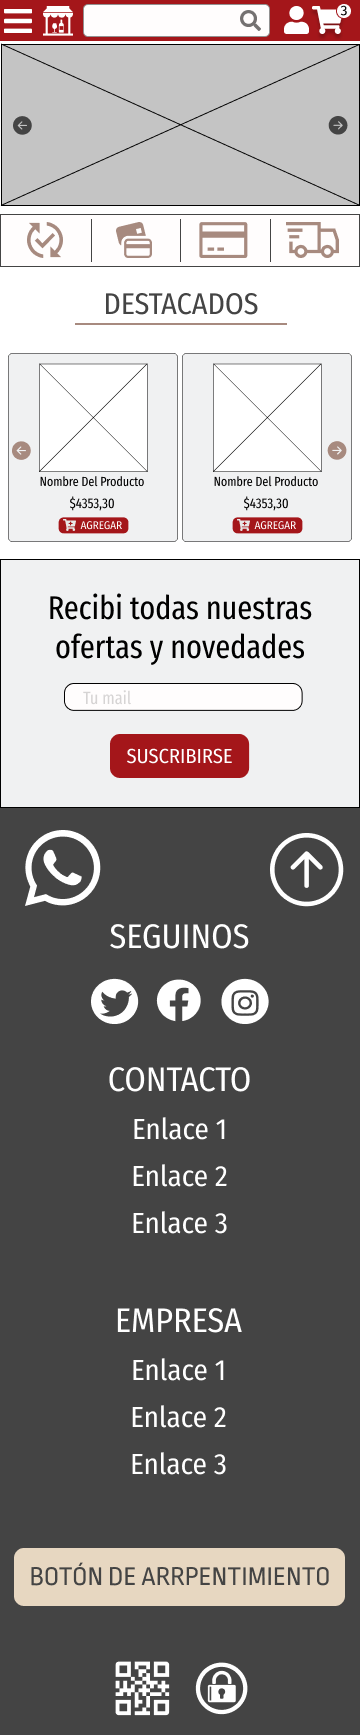 3
DESTACADOS
Nombre Del Producto
$4353,30
AGREGAR
Nombre Del Producto
$4353,30
AGREGAR
Recibi todas nuestras
ofertas y novedades
Tu mail
SUSCRIBIRSE
SEGUINOS
CONTACTO
Enlace 1
Enlace 2
Enlace 3
EMPRESA
Enlace 1
Enlace 2
Enlace 3
BOTÓN DE ARRPENTIMIENTO